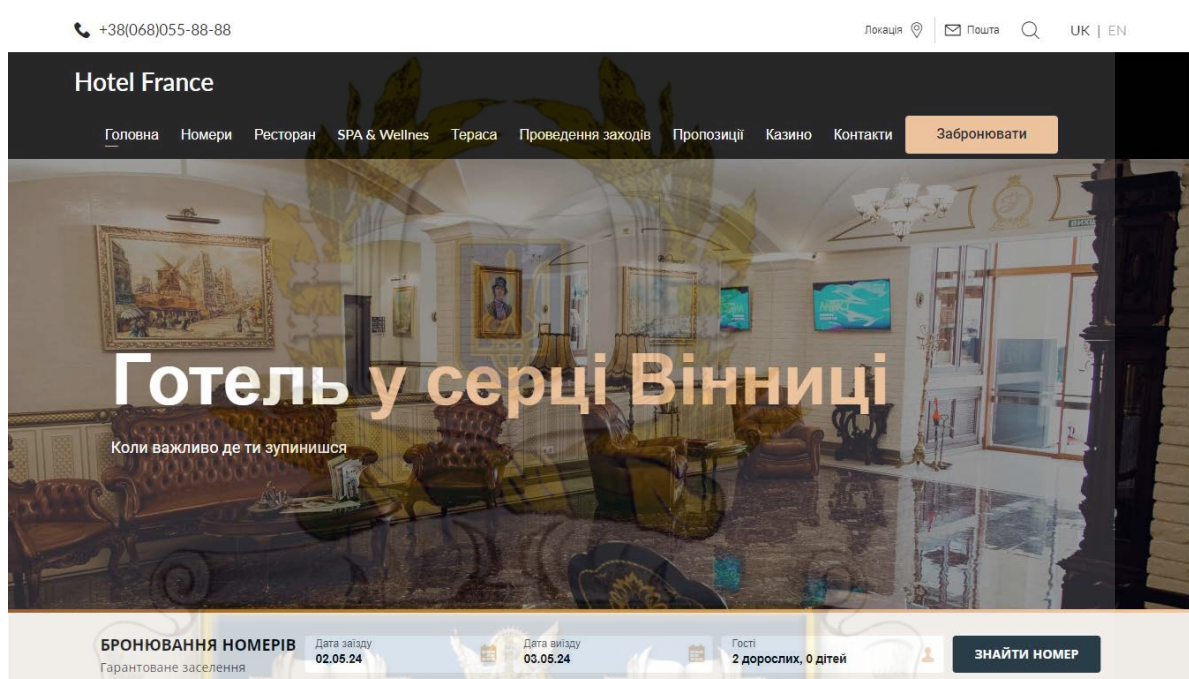 +38(068)055-88-88 Локація Пошта UK | EN
Hotel France
Головна Номери Ресторан SPA & Wellnes Тераса Проведення заходів Пропозиції Казино Контакти Забронювати
Готель у серці Вінниці
Коли важливо де ти зупинишся
БРОНЮВАННЯ НОМЕРІВ Дата заїзду Дата виїзду Гості
02.05.24 03.05.24 2 дорослих, 0 дітей ЗНАЙТИ НОМЕР
Гарантоване заселення